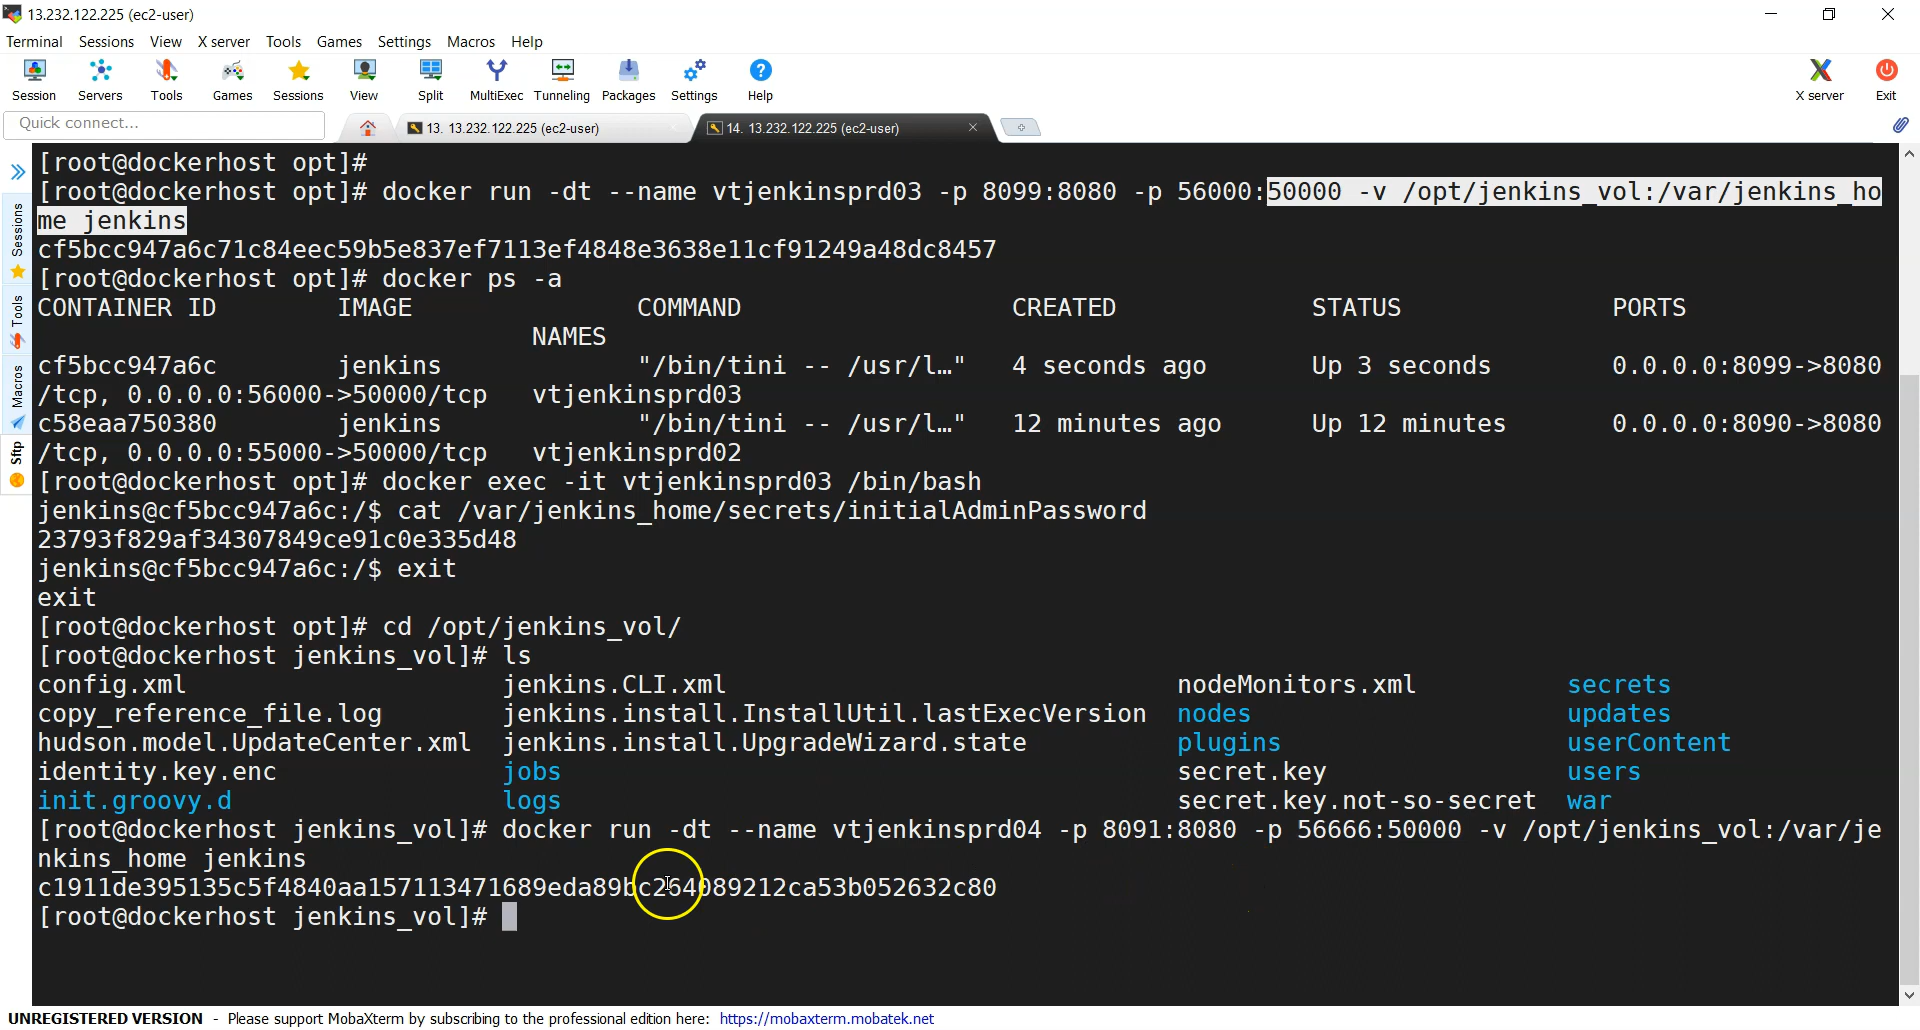 13.232.122.225 (ec2-user)
Terminal Sessions View X server Tools Games Settings Macros Help
Session Servers Tools Games Sessions View Split MultiExec Tunneling Packages Settings Help X server Exit
Quick connect...
13. 13.232.122.225 (ec2-user)
14. 13.232.122.225 (ec2-user)
Sessions
Tools
Macros
Sftp
[root@dockerhost opt]#
[root@dockerhost opt]# docker run -dt --name vtjenkinsprd03 -p 8099:8080 -p 56000:50000 -v /opt/jenkins_vol:/var/jenkins_ho
me jenkins
cf5bcc947a6c71c84eec59b5e837ef7113ef4848e3638e11cf91249a48dc8457
[root@dockerhost opt]# docker ps -a
CONTAINER ID IMAGE COMMAND CREATED STATUS PORTS
NAMES
cf5bcc947a6c jenkins "/bin/tini -- /usr/l…" 4 seconds ago Up 3 seconds 0.0.0.0:8099->8080
/tcp, 0.0.0.0:56000->50000/tcp vtjenkinsprd03
c58eaa750380 jenkins "/bin/tini -- /usr/l…" 12 minutes ago Up 12 minutes 0.0.0.0:8090->8080
/tcp, 0.0.0.0:55000->50000/tcp vtjenkinsprd02
[root@dockerhost opt]# docker exec -it vtjenkinsprd03 /bin/bash
jenkins@cf5bcc947a6c:/$ cat /var/jenkins_home/secrets/initialAdminPassword
23793f829af34307849ce91c0e335d48
jenkins@cf5bcc947a6c:/$ exit
exit
[root@dockerhost opt]# cd /opt/jenkins_vol/
[root@dockerhost jenkins_vol]# ls
config.xml jenkins.CLI.xml nodeMonitors.xml secrets
copy_reference_file.log jenkins.install.InstallUtil.lastExecVersion nodes updates
hudson.model.UpdateCenter.xml jenkins.install.UpgradeWizard.state plugins userContent
identity.key.enc jobs secret.key users
init.groovy.d logs secret.key.not-so-secret war
[root@dockerhost jenkins_vol]# docker run -dt --name vtjenkinsprd04 -p 8091:8080 -p 56666:50000 -v /opt/jenkins_vol:/var/je
nkins_home jenkins
c1911de395135c5f4840aa157113471689eda89bc264089212ca53b052632c80
[root@dockerhost jenkins_vol]#
UNREGISTERED VERSION - Please support MobaXterm by subscribing to the professional edition here: https://mobaxterm.mobatek.net